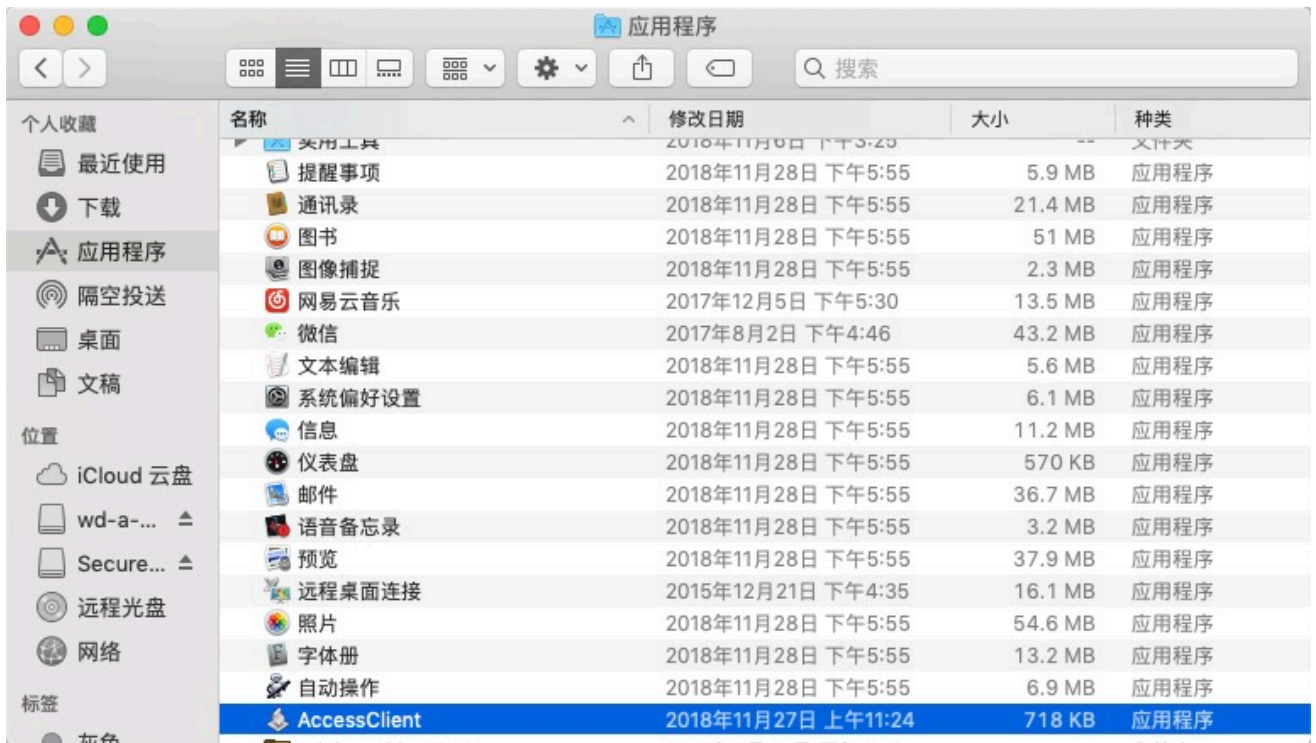 应用程序
搜索
个人收藏
最近使用
下载
应用程序
隔空投送
桌面
文稿
位置
iCloud 云盘
wd-a-...
Secure...
远程光盘
网络
标签
灰色
名称 修改日期 大小 种类
实用工具 2018年11月6日 下午3:25 -- 文件夹
提醒事项 2018年11月28日 下午5:55 5.9 MB 应用程序
通讯录 2018年11月28日 下午5:55 21.4 MB 应用程序
图书 2018年11月28日 下午5:55 51 MB 应用程序
图像捕捉 2018年11月28日 下午5:55 2.3 MB 应用程序
网易云音乐 2017年12月5日 下午5:30 13.5 MB 应用程序
微信 2017年8月2日 下午4:46 43.2 MB 应用程序
文本编辑 2018年11月28日 下午5:55 5.6 MB 应用程序
系统偏好设置 2018年11月28日 下午5:55 6.1 MB 应用程序
信息 2018年11月28日 下午5:55 11.2 MB 应用程序
仪表盘 2018年11月28日 下午5:55 570 KB 应用程序
邮件 2018年11月28日 下午5:55 36.7 MB 应用程序
语音备忘录 2018年11月28日 下午5:55 3.2 MB 应用程序
预览 2018年11月28日 下午5:55 37.9 MB 应用程序
远程桌面连接 2015年12月21日 下午4:35 16.1 MB 应用程序
照片 2018年11月28日 下午5:55 54.6 MB 应用程序
字体册 2018年11月28日 下午5:55 13.2 MB 应用程序
自动操作 2018年11月28日 下午5:55 6.9 MB 应用程序
AccessClient 2018年11月27日 上午11:24 718 KB 应用程序